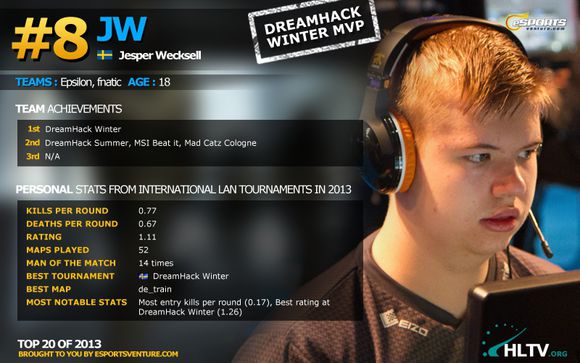 #8 JW
Jesper Wecksell
DREAMHACK
WINTER MVP
eSPORTS
venture.com
TEAMS : Epsilon, fnatic AGE : 18
TEAM ACHIEVEMENTS
1st DreamHack Winter
2nd DreamHack Summer, MSI Beat it, Mad Catz Cologne
3rd N/A
PERSONAL STATS FROM INTERNATIONAL LAN TOURNAMENTS IN 2013
KILLS PER ROUND 0.77
DEATHS PER ROUND 0.67
RATING 1.11
MAPS PLAYED 52
MAN OF THE MATCH 14 times
BEST TOURNAMENT DreamHack Winter
BEST MAP de_train
MOST NOTABLE STATS Most entry kills per round (0.17), Best rating at
DreamHack Winter (1.26)
EIZO
TOP 20 OF 2013
BROUGHT TO YOU BY ESPORTSVENTURE.COM
HLTV.ORG